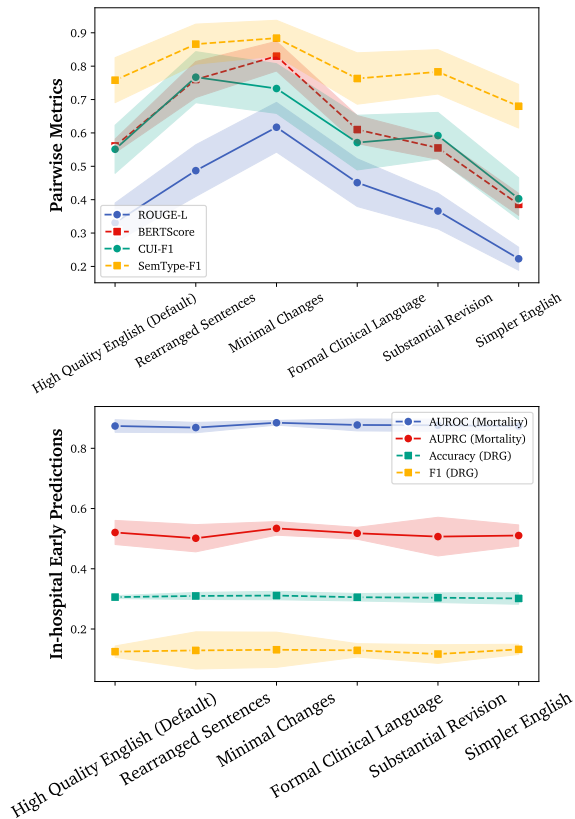 Pairwise Metrics
0.9
0.8
0.7
0.6
0.5
0.4
0.3
0.2
ROUGE-L
BERTScore
CUI-F1
SemType-F1
High Quality English (Default)
Rearranged Sentences
Minimal Changes
Formal Clinical Language
Substantial Revision
Simpler English
In-hospital Early Predictions
0.8
0.6
0.4
0.2
AUROC (Mortality)
AUPRC (Mortality)
Accuracy (DRG)
F1 (DRG)
High Quality English (Default)
Rearranged Sentences
Minimal Changes
Formal Clinical Language
Substantial Revision
Simpler English